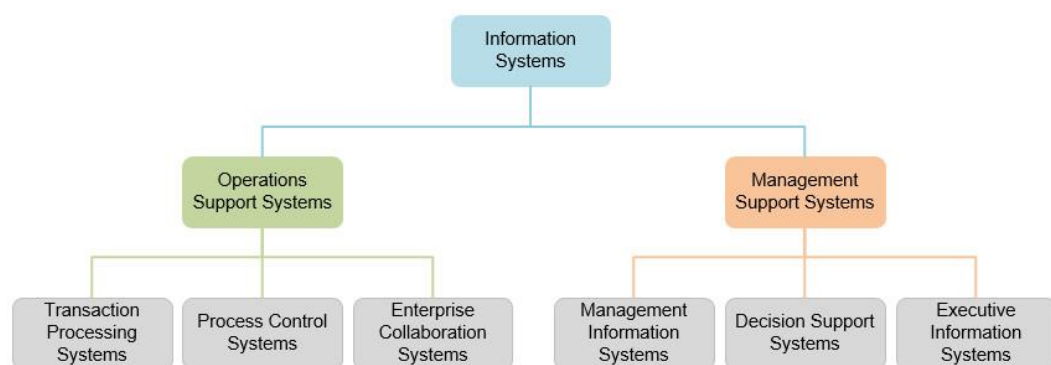 Information
Systems
Operations
Support Systems
Management
Support Systems
Transaction
Processing
Systems
Process Control
Systems
Enterprise
Collaboration
Systems
Management
Information
Systems
Decision Support
Systems
Executive
Information
Systems